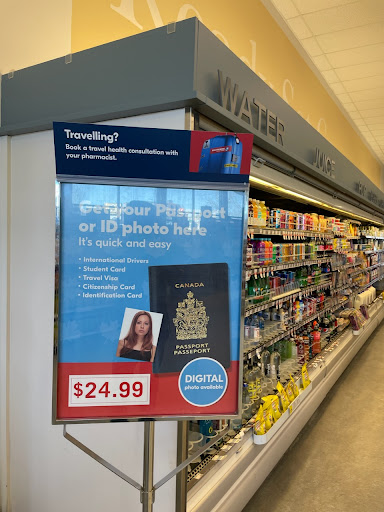 WATER
JUICE
Travelling?
Book a travel health consultation with
your pharmacist.
Get your Passport
or ID photo here
It's quick and easy
• International Drivers
• Student Card
• Travel Visa
• Citizenship Card
• Identification Card
CANADA
PASSPORT
PASSEPORT
$24.99
DIGITAL
photo available